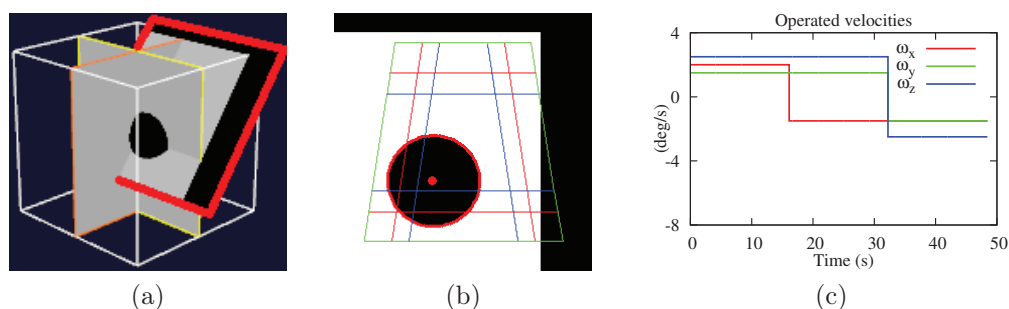 Operated velocities
4
0
-4
-8
(deg/s)
ωx
ωy
ωz
0 10 20 30 40 50
Time (s)
(a) (b) (c)